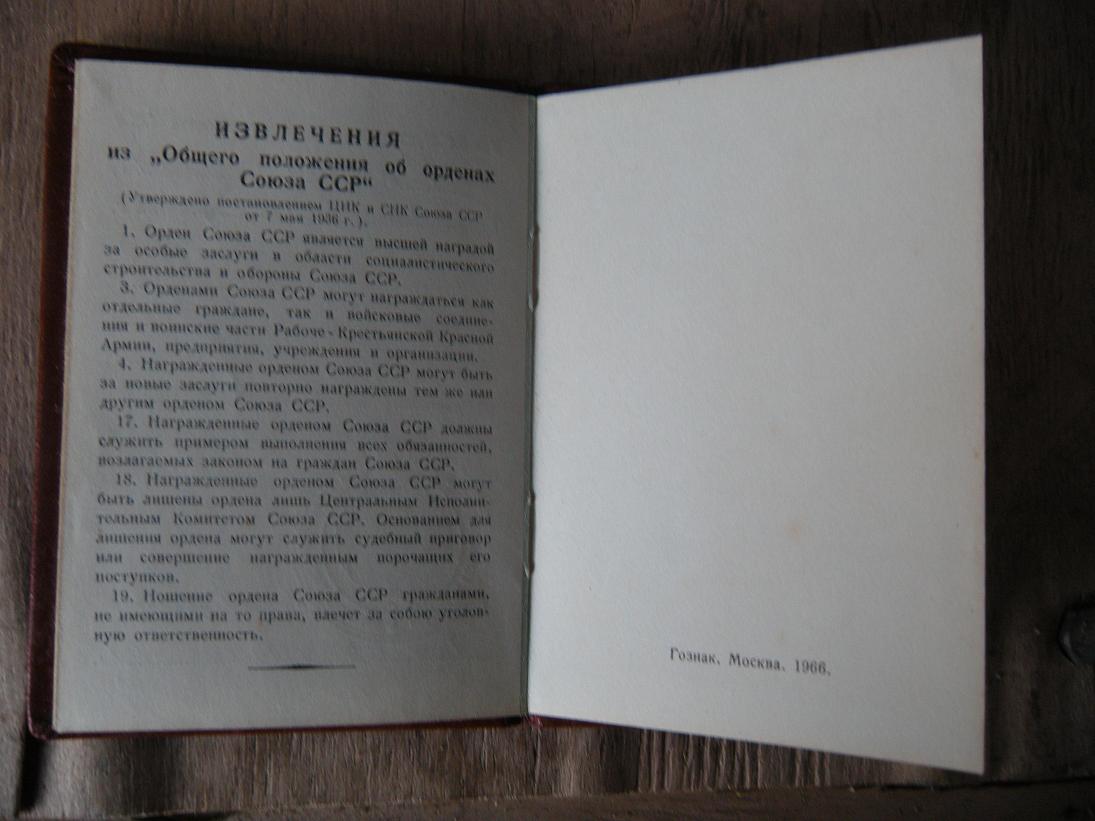 ИЗВЛЕЧЕНИЯ
из „Общего положения об орденах
Союза ССР“
(Утверждено постановлением ЦИК и СНК Союза ССР
от 7 мая 1936 г.).
1. Орден Союза ССР является высшей наградой
за особые заслуги в области социалистического
строительства и обороны Союза ССР.
3. Орденами Союза ССР могут награждаться как
отдельные граждане, так и войсковые соедине-
ния и воинские части Рабоче-Крестьянской Красной
Армии, предприятия, учреждения и организации.
4. Награжденные орденом Союза ССР могут быть
за новые заслуги повторно награждены тем же или
другим орденом Союза ССР.
17. Награжденные орденом Союза ССР должны
служить примером выполнения всех обязанностей,
возлагаемых законом на граждан Союза ССР.
18. Награжденные орденом Союза ССР могут
быть лишены ордена лишь Центральным Исполни-
тельным Комитетом Союза ССР. Основанием для
лишения ордена могут служить судебный приговор
или совершение награжденным порочащих его
поступков.
19. Ношение ордена Союза ССР гражданами,
не имеющими на то права, влечет за собою уголов-
ную ответственность.
Гознак. Москва. 1966.